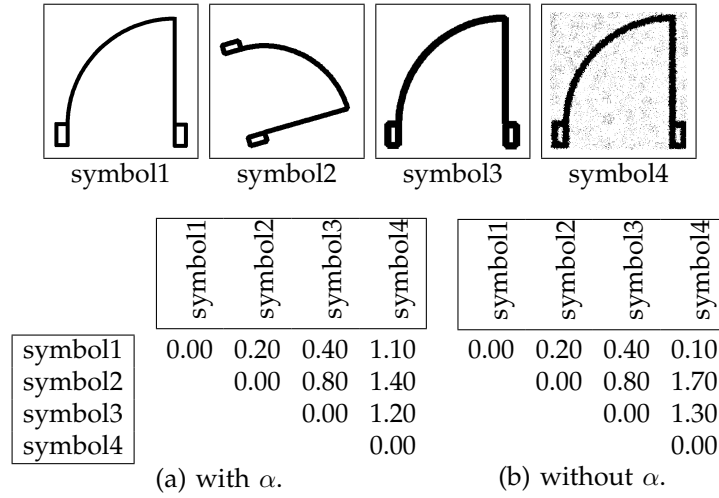 symbol1 symbol2 symbol3 symbol4
symbol1 symbol2 symbol3 symbol4 symbol1 symbol2 symbol3 symbol4
symbol1 0.00 0.20 0.40 1.10 0.00 0.20 0.40 0.10
symbol2 0.00 0.80 1.40 0.00 0.80 1.70
symbol3 0.00 1.20 0.00 1.30
symbol4 0.00 0.00
(a) with α. (b) without α.